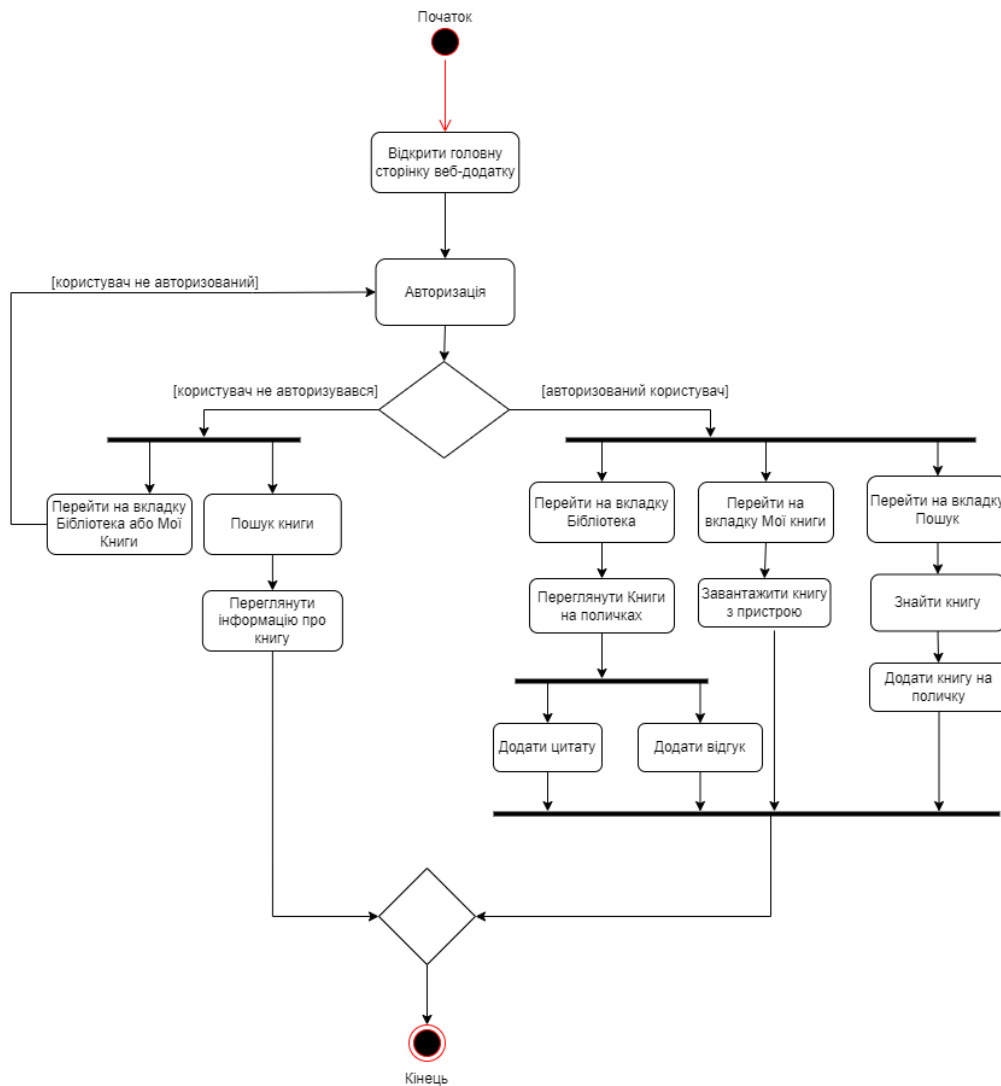 Початок
Відкрити головну
сторінку веб-додатку
[користувач не авторизований]
Авторизація
[користувач не авторизувався]
[авторизований користувач]
Перейти на вкладку
Бібліотека або Мої
Книги
Пошук книги
Перейти на вкладку
Бібліотека
Перейти на
вкладку Мої книги
Перейти на вкладку
Пошук
Переглянути
інформацію про
книгу
Переглянути Книги
на поличках
Завантажити книгу
з пристрою
Знайти книгу
Додати книгу на
поличку
Додати цитату
Додати відгук
Кінець